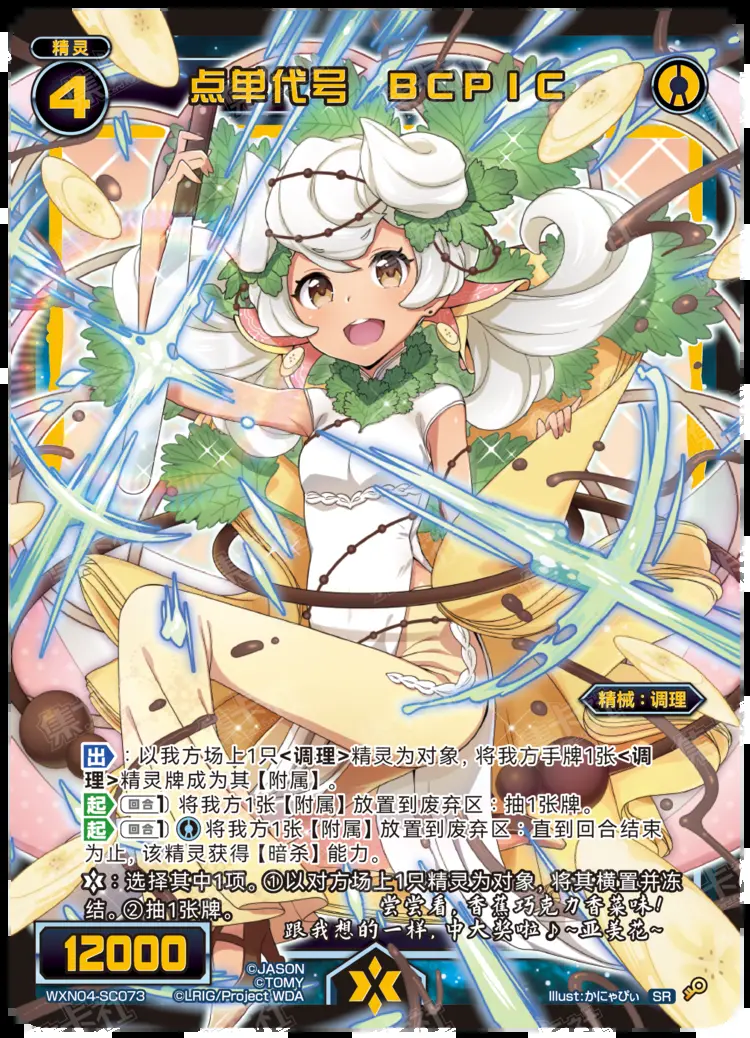 精灵
4
点单代号 BCPIC
精械：调理
出：以我方场上1只<调理>精灵为对象，将我方手牌1张<调
理>精灵牌成为其【附属】。
起 回合1 将我方1张【附属】放置到废弃区：抽1张牌。
起 回合1 将我方1张【附属】放置到废弃区：直到回合结束
为止，该精灵获得【暗杀】能力。
：选择其中1项。①以对方场上1只精灵为对象，将其横置并冻
结。②抽1张牌。
尝尝看，香蕉巧克力香菜味！
跟我想的一样，中大奖啦♪~亚美花~
12000
©JASON
©TOMY
WXN04-SC073
©LRIG/Project WDA
Illust:かにゃぴぃ
SR